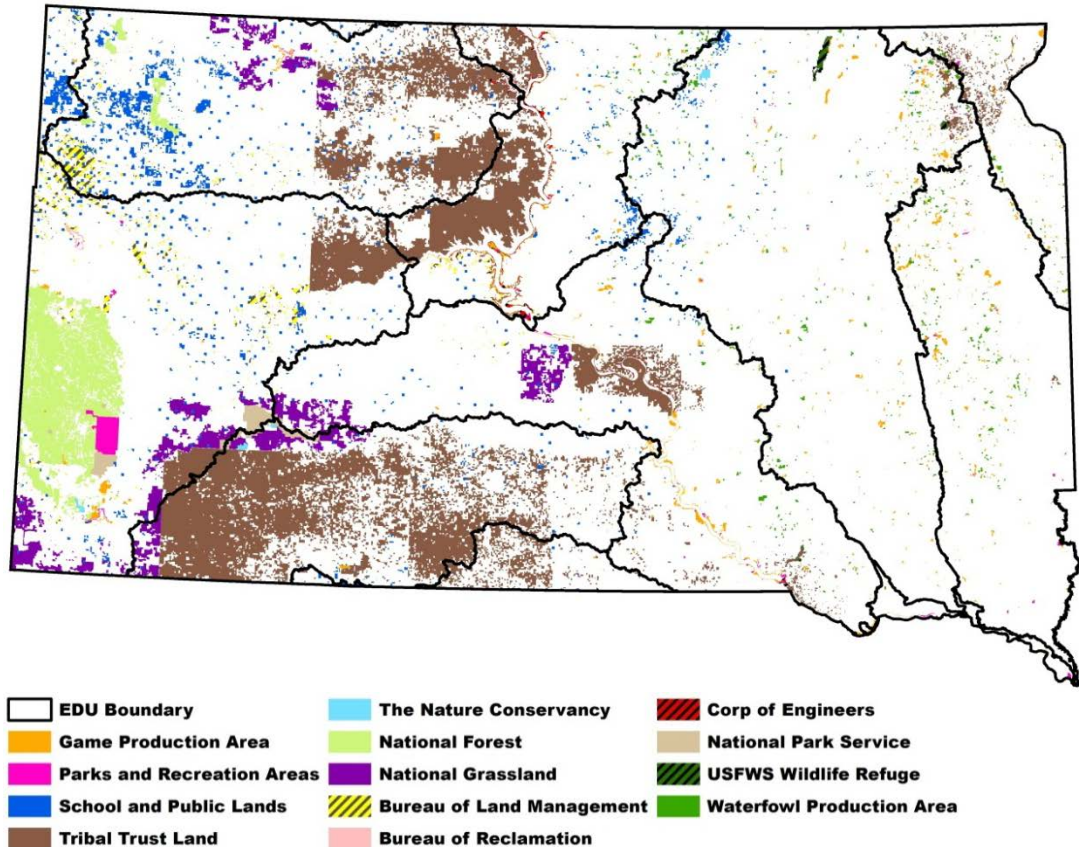 EDU Boundary
Game Production Area
Parks and Recreation Areas
School and Public Lands
Tribal Trust Land
The Nature Conservancy
National Forest
National Grassland
Bureau of Land Management
Bureau of Reclamation
Corp of Engineers
National Park Service
USFWS Wildlife Refuge
Waterfowl Production Area